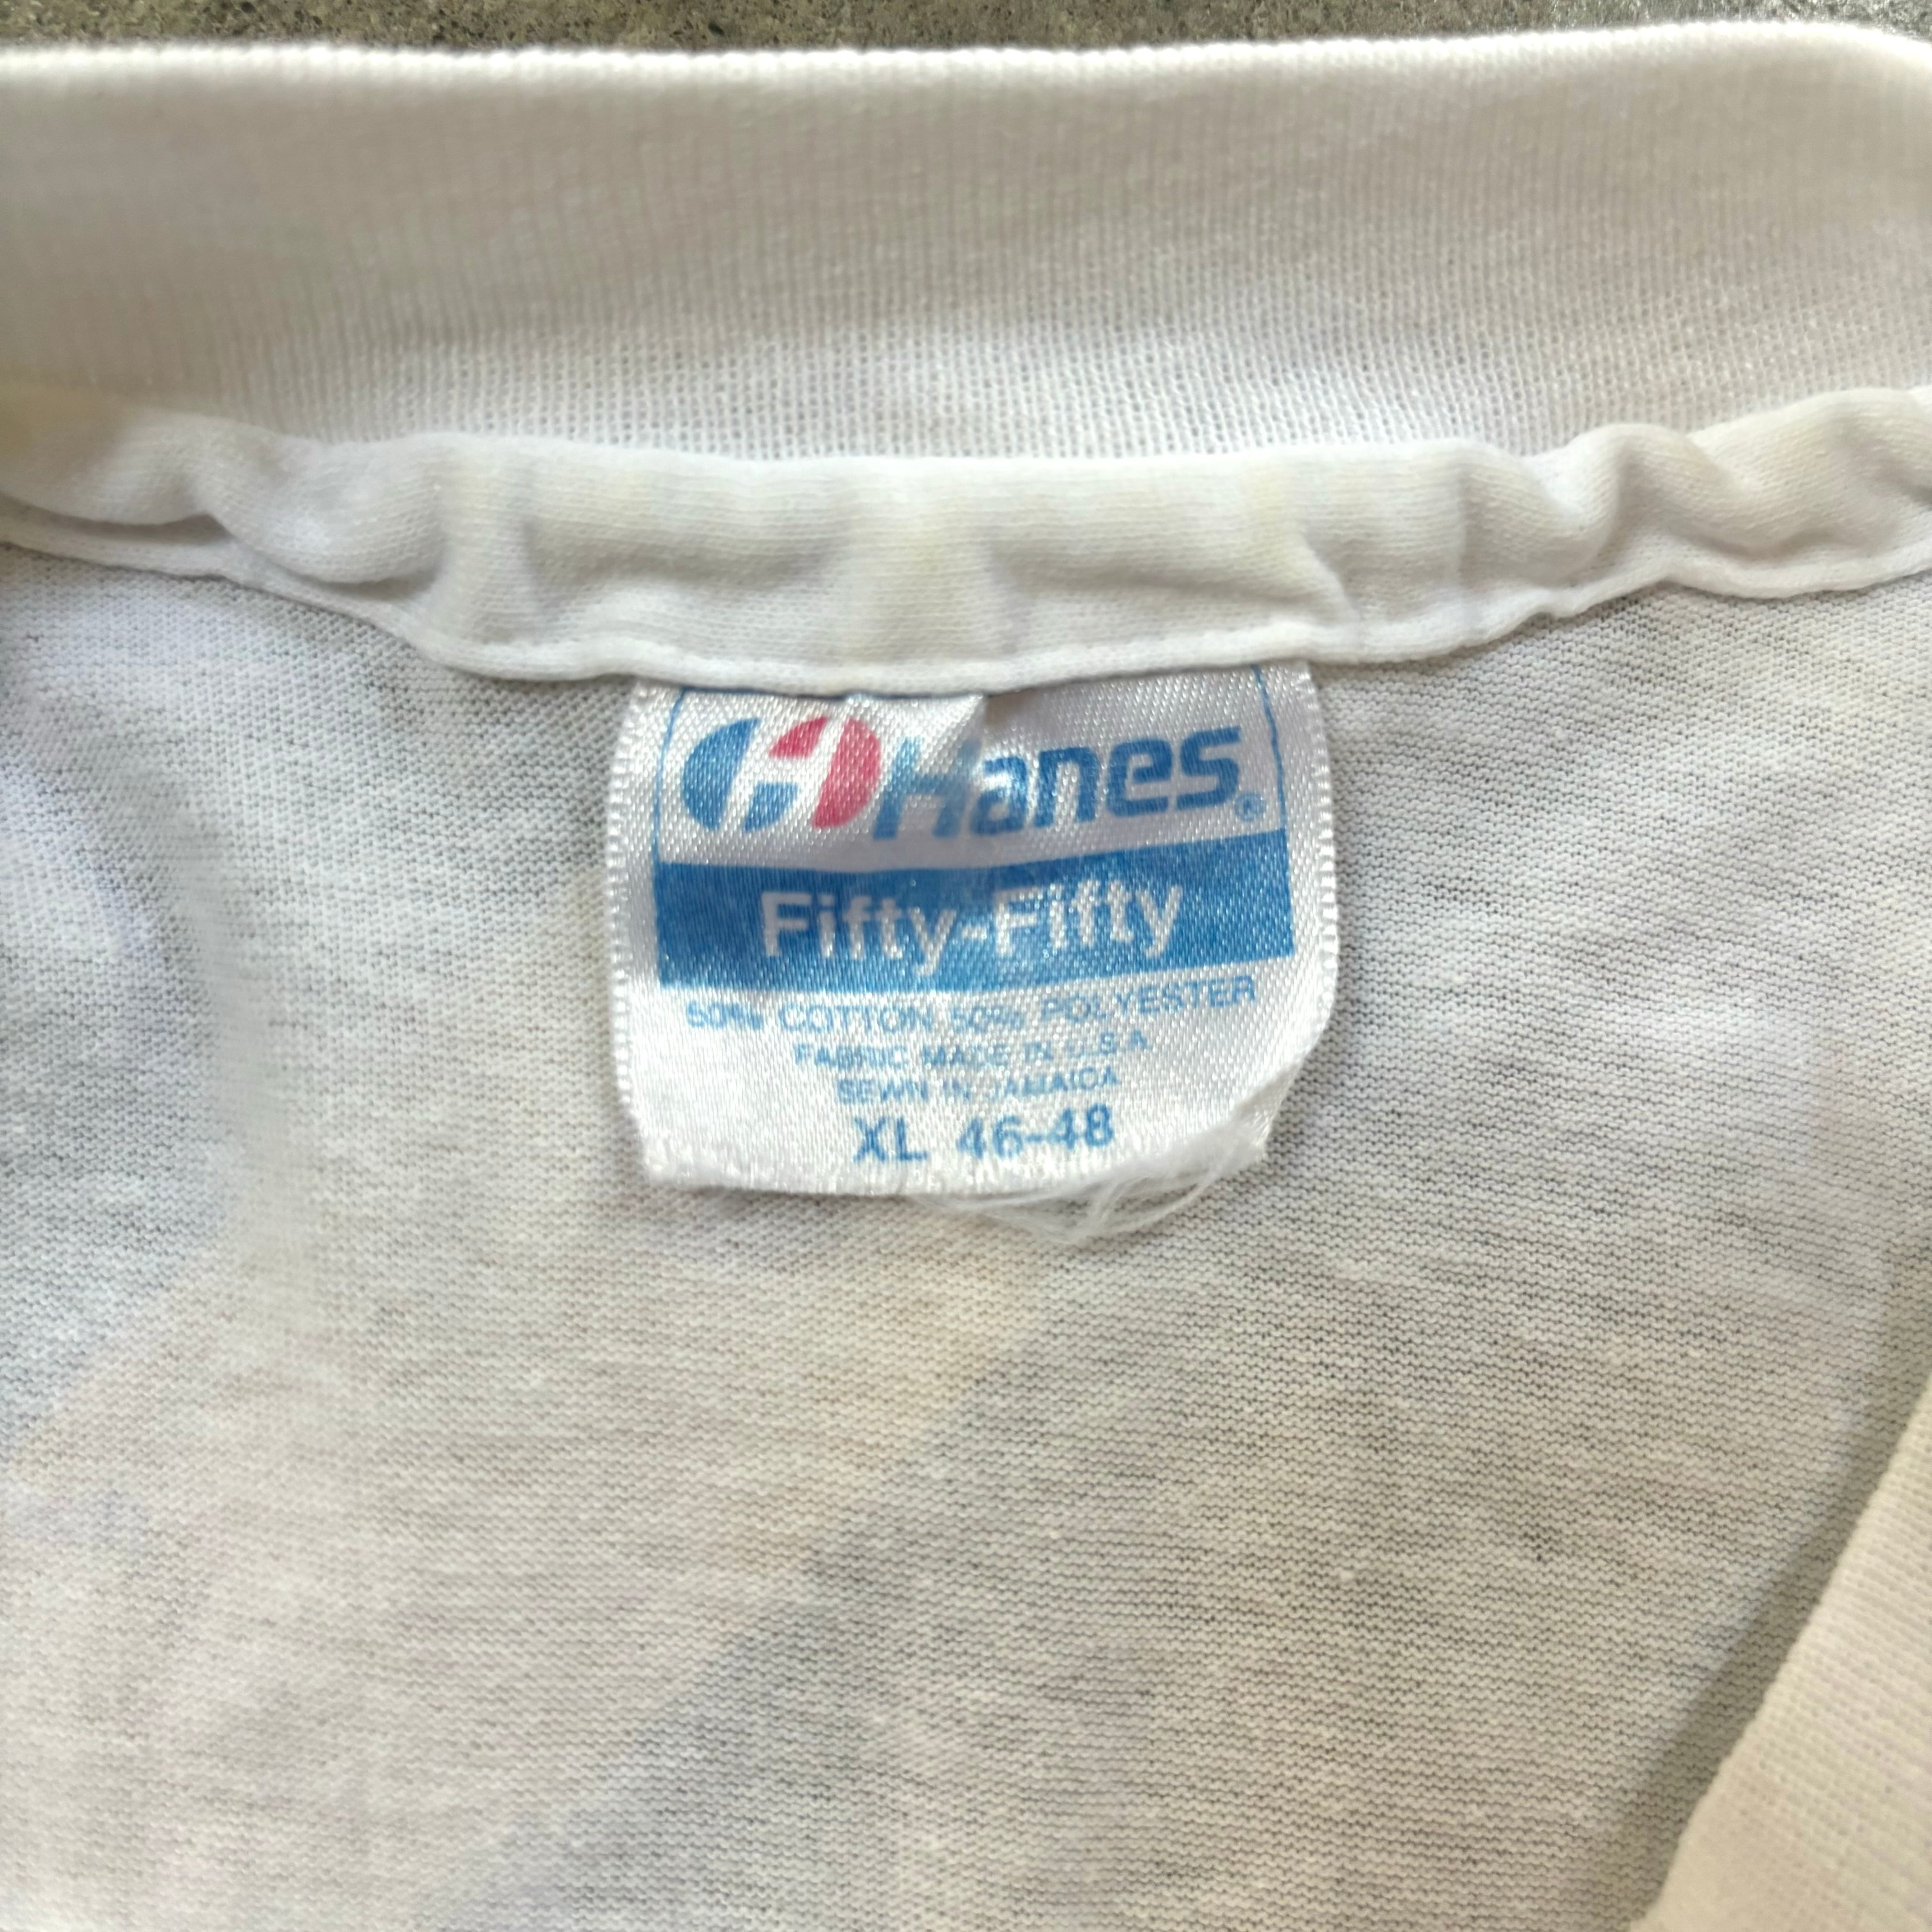 Hanes®
Fifty-Fifty
50% COTTON 50% POLYESTER
FABRIC MADE IN U.S.A
SEWN IN JAMAICA
XL 46-48